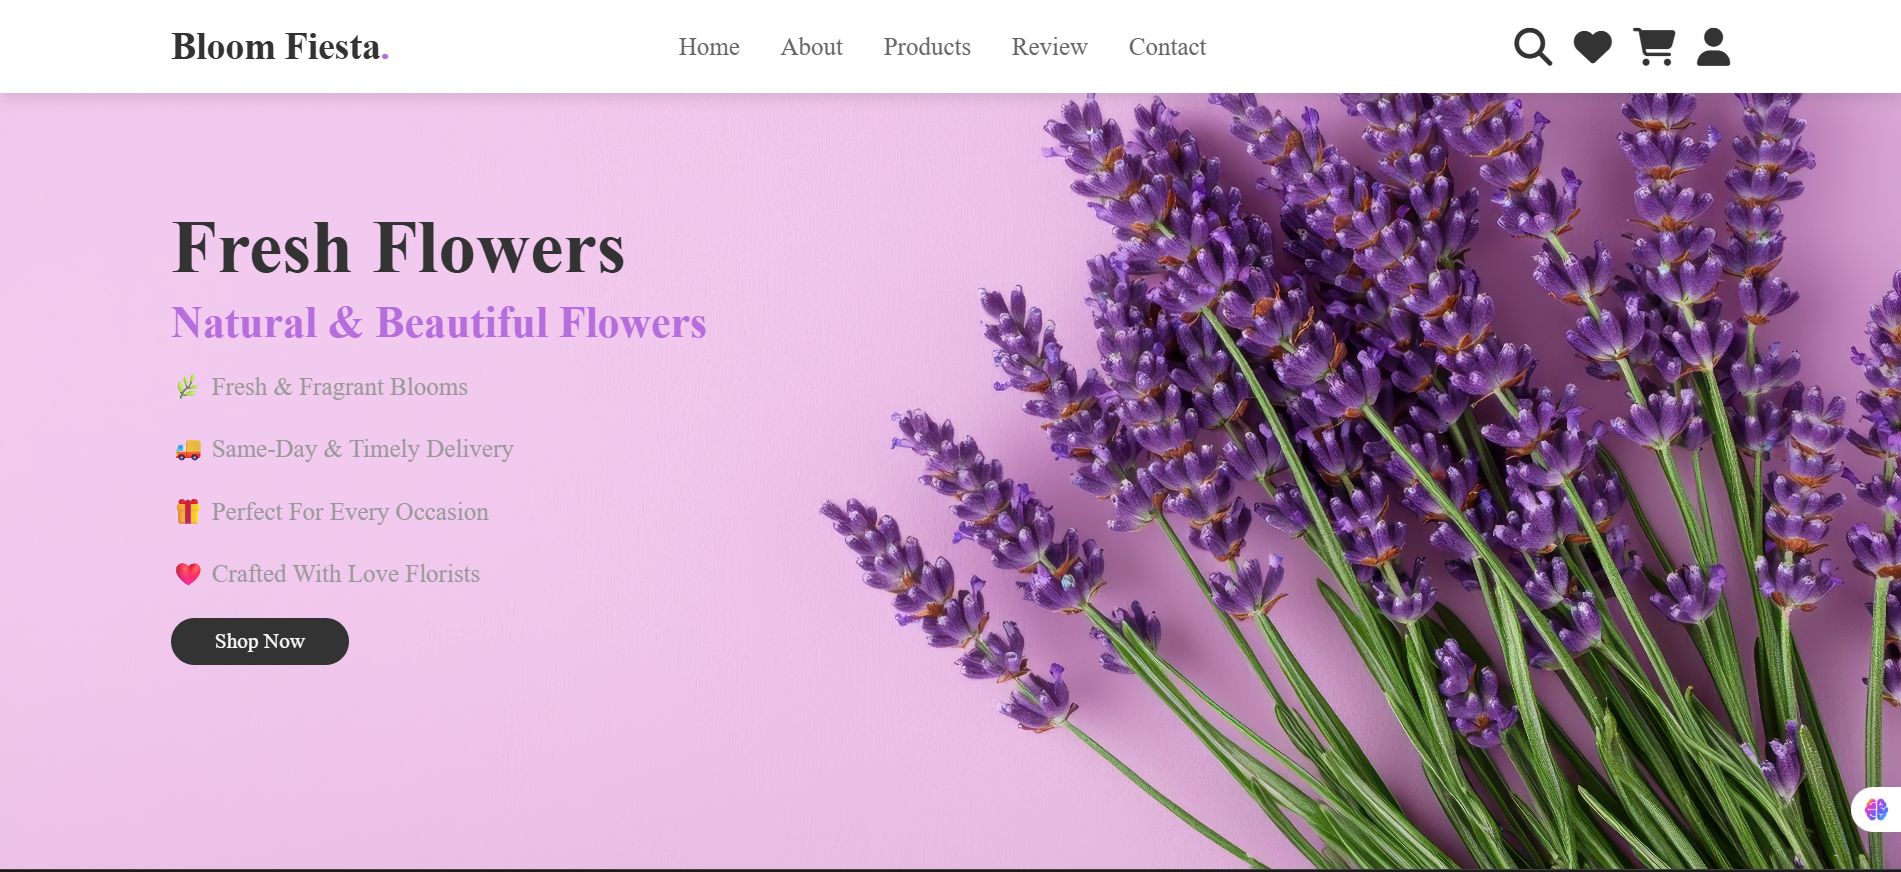 Bloom Fiesta.
Home About Products Review Contact
Fresh Flowers
Natural & Beautiful Flowers
Fresh & Fragrant Blooms
Same-Day & Timely Delivery
Perfect For Every Occasion
Crafted With Love Florists
Shop Now